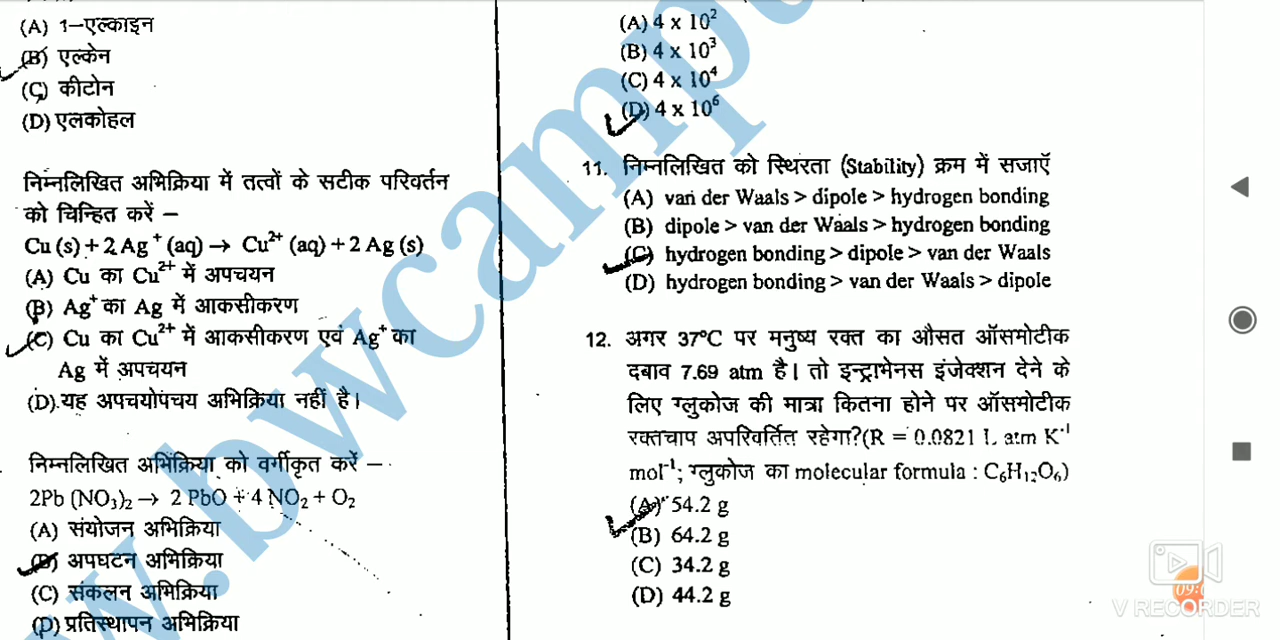 (A) 1–एल्काइन
(B) एल्केन
(C) कीटोन
(D) एलकोहल
निम्नलिखित अभिक्रिया में तत्वों के सटीक परिवर्तन
को चिन्हित करें –
Cu (s) + 2 Ag⁺ (aq) → Cu²⁺ (aq) + 2 Ag (s)
(A) Cu का Cu²⁺ में अपचयन
(B) Ag⁺ का Ag में आकसीकरण
(C) Cu का Cu²⁺ में आकसीकरण एवं Ag⁺ का
Ag में अपचयन
(D) यह अपचयोपचय अभिक्रिया नहीं है।
निम्नलिखित अभिक्रिया को वर्गीकृत करें –
2Pb (NO₃)₂ → 2 PbO + 4 NO₂ + O₂
(A) संयोजन अभिक्रिया
(B) अपघटन अभिक्रिया
(C) संकलन अभिक्रिया
(D) प्रतिस्थापन अभिक्रिया
(A) 4 x 10²
(B) 4 x 10³
(C) 4 x 10⁴
(D) 4 x 10⁶
11. निम्नलिखित को स्थिरता (Stability) क्रम में सजाएँ
(A) van der Waals > dipole > hydrogen bonding
(B) dipole > van der Waals > hydrogen bonding
(C) hydrogen bonding > dipole > van der Waals
(D) hydrogen bonding > van der Waals > dipole
12. अगर 37°C पर मनुष्य रक्त का औसत ऑसमोटीक
दबाव 7.69 atm है। तो इन्ट्राभेनस इंजेक्शन देने के
लिए ग्लुकोज की मात्रा कितना होने पर ऑसमोटीक
रक्तचाप अपरिवर्तित रहेगा?(R = 0.0821 L atm K⁻¹
mol⁻¹; ग्लुकोज का molecular formula : C₆H₁₂O₆)
(A) 54.2 g
(B) 64.2 g
(C) 34.2 g
(D) 44.2 g
w.bwcamp
V RECORDER